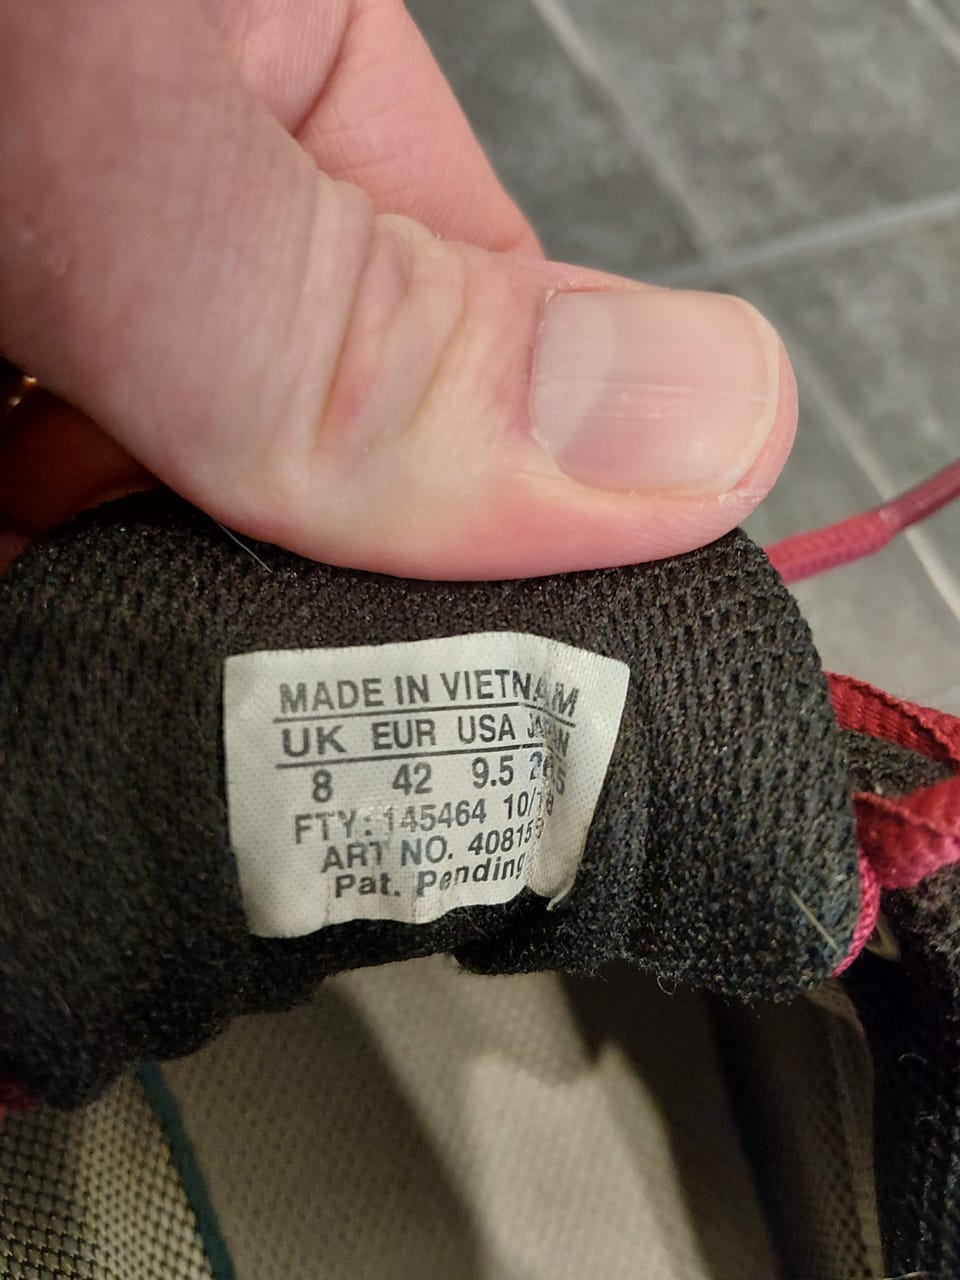 MADE IN VIETNAM
UK EUR USA JAPAN
8 42 9.5
FTY: 145464
ART NO.
Pat. Pending